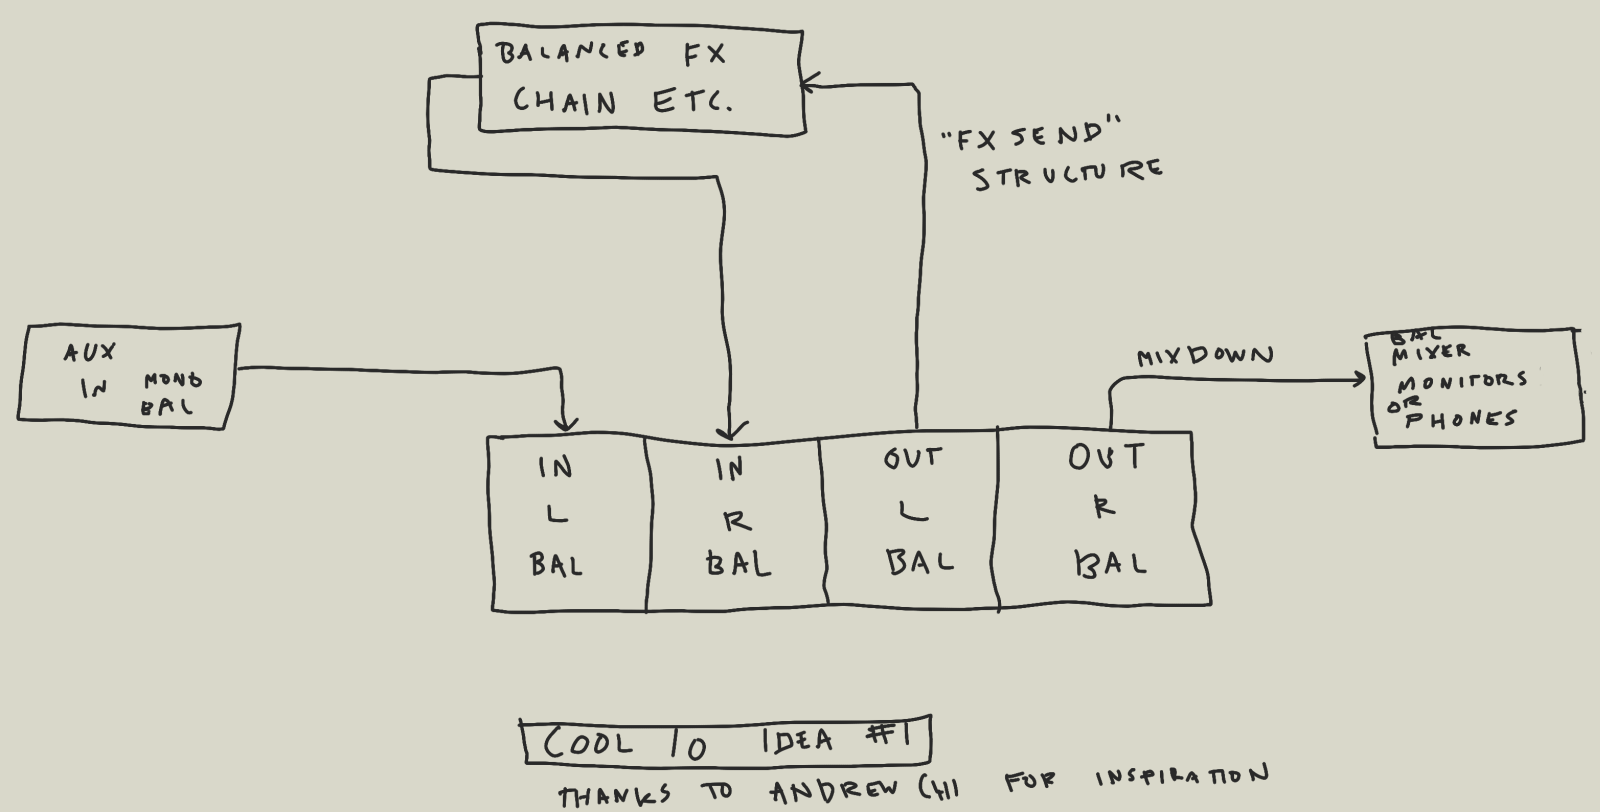 BALANCED FX
CHAIN ETC.
"FX SEND"
STRUCTURE
AUX
IN MONO
BAL
MIXDOWN
BAL
MIXER
MONITORS
OR
PHONES
IN
L
BAL
IN
R
BAL
OUT
L
BAL
OUT
R
BAL
COOL IO IDEA #1
THANKS TO ANDREW CHI FOR INSPIRATION